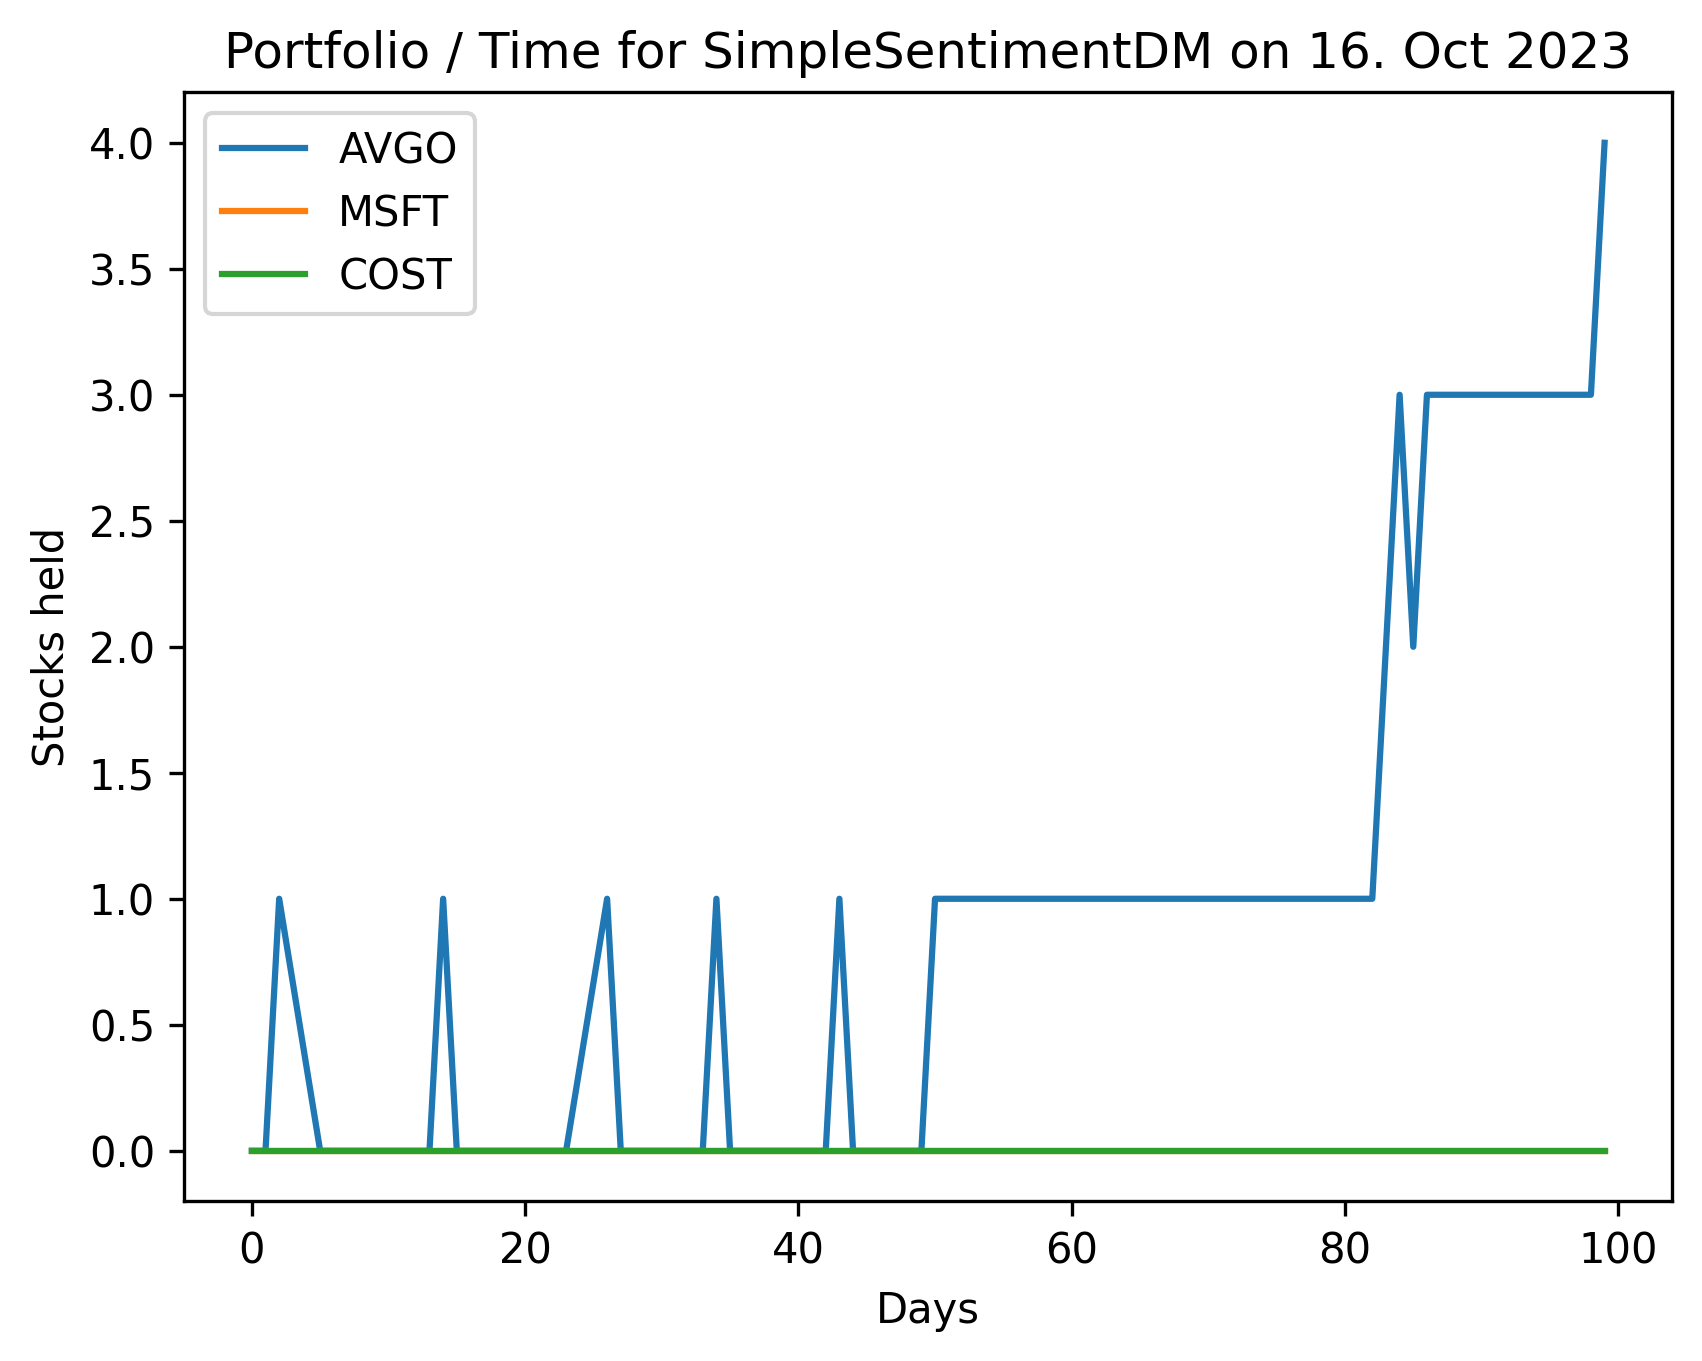 Portfolio / Time for SimpleSentimentDM on 16. Oct 2023
AVGO
MSFT
COST
4.0
3.5
3.0
2.5
2.0
1.5
1.0
0.5
0.0
Stocks held
0 20 40 60 80 100
Days